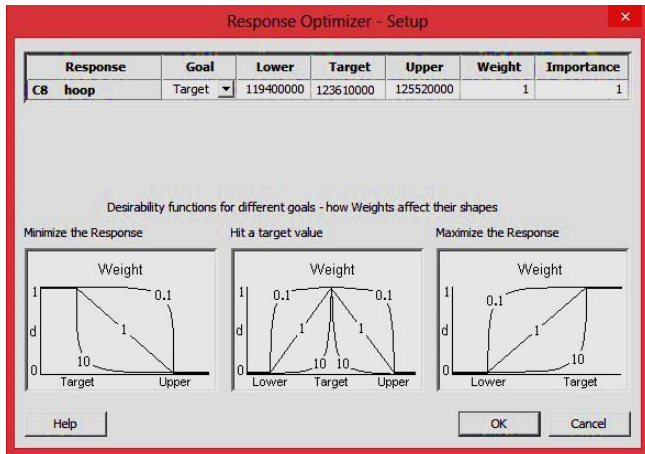 Response Optimizer - Setup
×
Response Goal Lower Target Upper Weight Importance
C8 hoop Target 119400000 123610000 125520000 1 1
Desirability functions for different goals - how Weights affect their shapes
Minimize the Response Hit a target value Maximize the Response
Weight Weight Weight
1 0.1 1 0.1 0.1 1 0.1
d 1 d 1 1 d 1
0 10 0 10 10 0 10
Target Upper Lower Target Upper Lower Target
Help OK Cancel